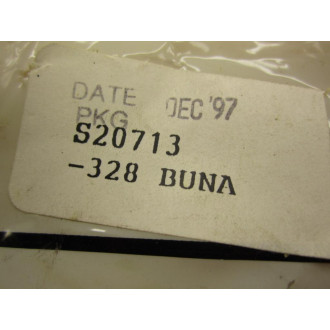 DATE DEC '97
PKG
S20713
-328 BUNA